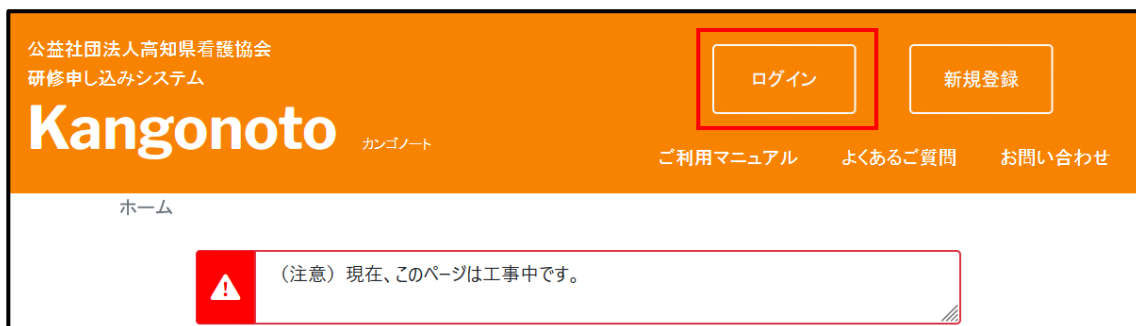 公益社団法人高知県看護協会
研修申し込みシステム
Kangonoto カンゴノート
ログイン
新規登録
ご利用マニュアル よくあるご質問 お問い合わせ
ホーム
（注意）現在、このページは工事中です。